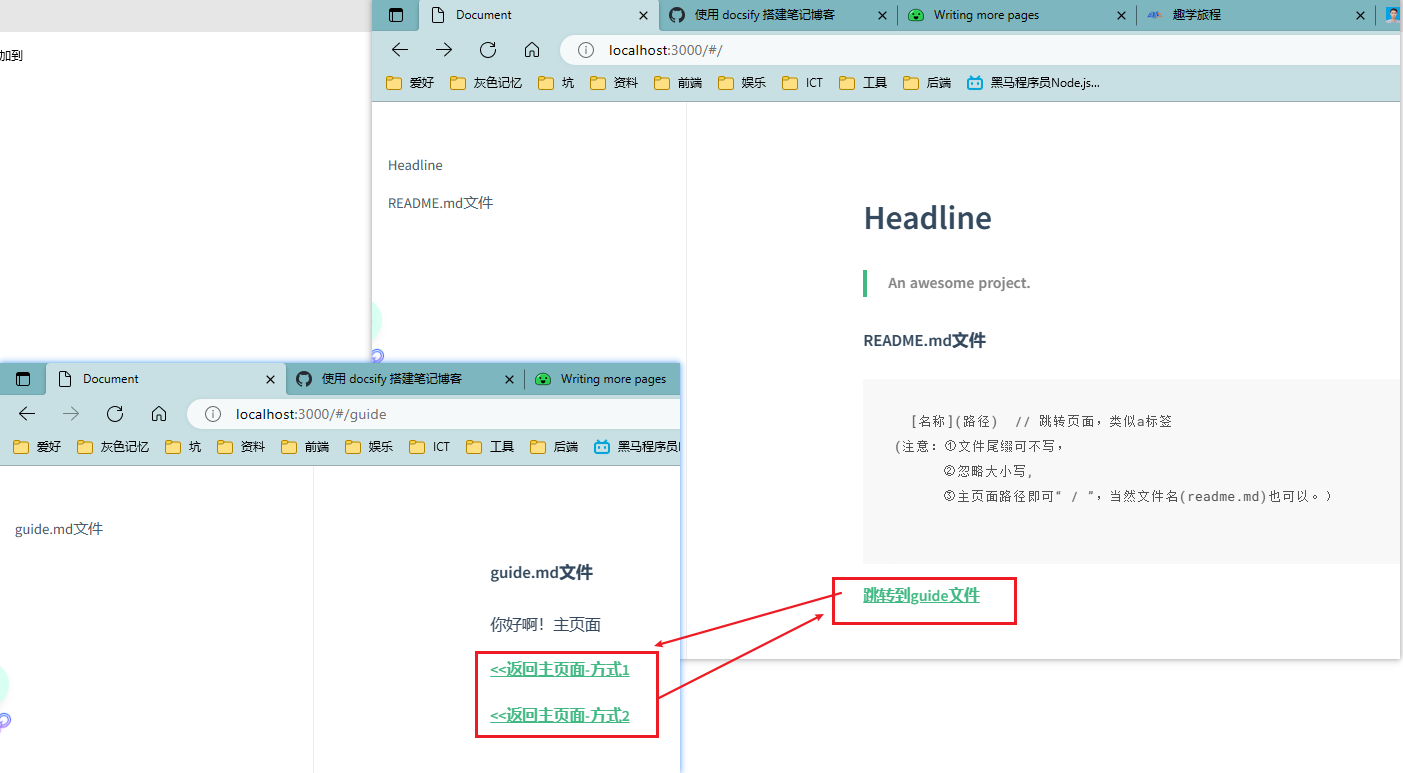 加到
Document
使用 docsify 搭建笔记博客
Writing more pages
趣学旅程
localhost:3000/#/
爱好
灰色记忆
坑
资料
前端
娱乐
ICT
工具
后端
黑马程序员Node.js...
Headline
README.md文件
Headline
An awesome project.
README.md文件
[名称](路径) // 跳转页面，类似a标签
(注意：①文件尾缀可不写，
②忽略大小写，
③主页面路径即可“ / ”，当然文件名(readme.md)也可以。)
跳转到guide文件
Document
使用 docsify 搭建笔记博客
Writing more pages
localhost:3000/#/guide
爱好
灰色记忆
坑
资料
前端
娱乐
ICT
工具
后端
黑马程序员
guide.md文件
guide.md文件
你好啊！主页面
<<返回主页面-方式1
<<返回主页面-方式2